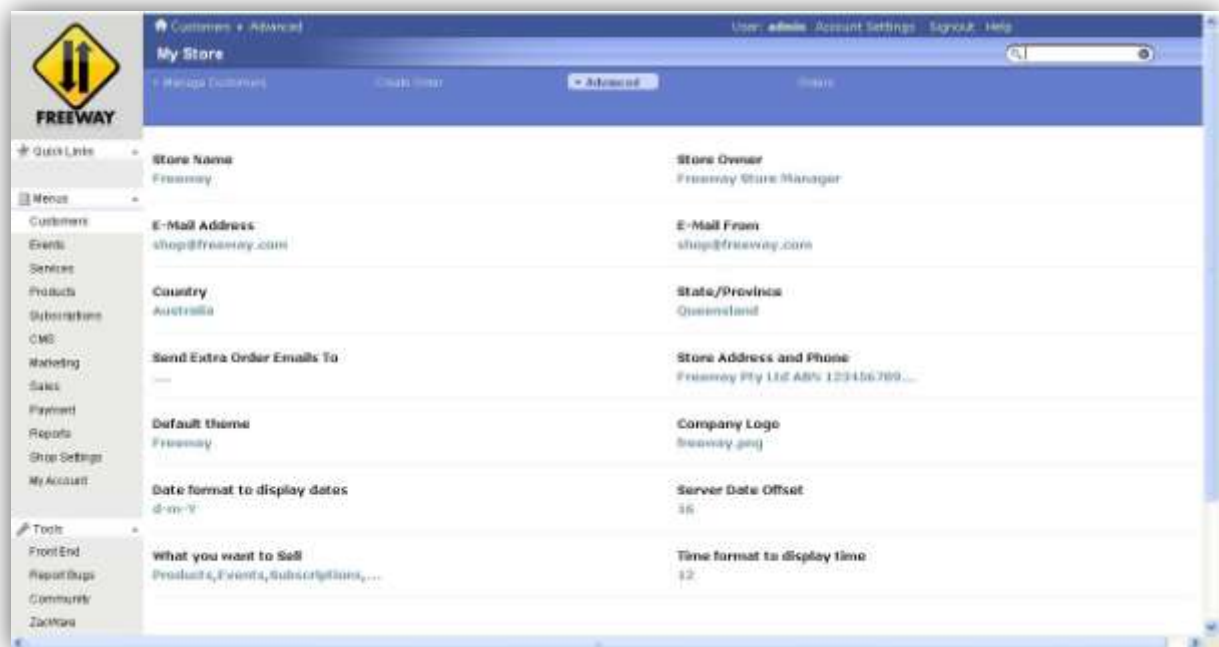 Customers Advanced
User: admin Account Settings Signout Help
My Store
Manage Customers Create Order Advanced Orders
FREEWAY
Quick Links
Menus
Customers
Events
Services
Products
Subscriptions
CMS
Marketing
Sales
Payment
Reports
Shop Settings
My Account
Tools
Front End
Report Bugs
Community
ZacWare
Store Name
Freeway
Store Owner
Freeway Store Manager
E-Mail Address
shop@freeway.com
E-Mail From
shop@freeway.com
Country
Australia
State/Province
Queensland
Send Extra Order Emails To
---
Store Address and Phone
Freeway Pty Ltd ABN 123456789...
Default theme
Freeway
Company Logo
freeway.png
Date format to display dates
d-m-Y
Server Date Offset
16
What you want to Sell
Products,Events,Subscriptions,...
Time format to display time
12